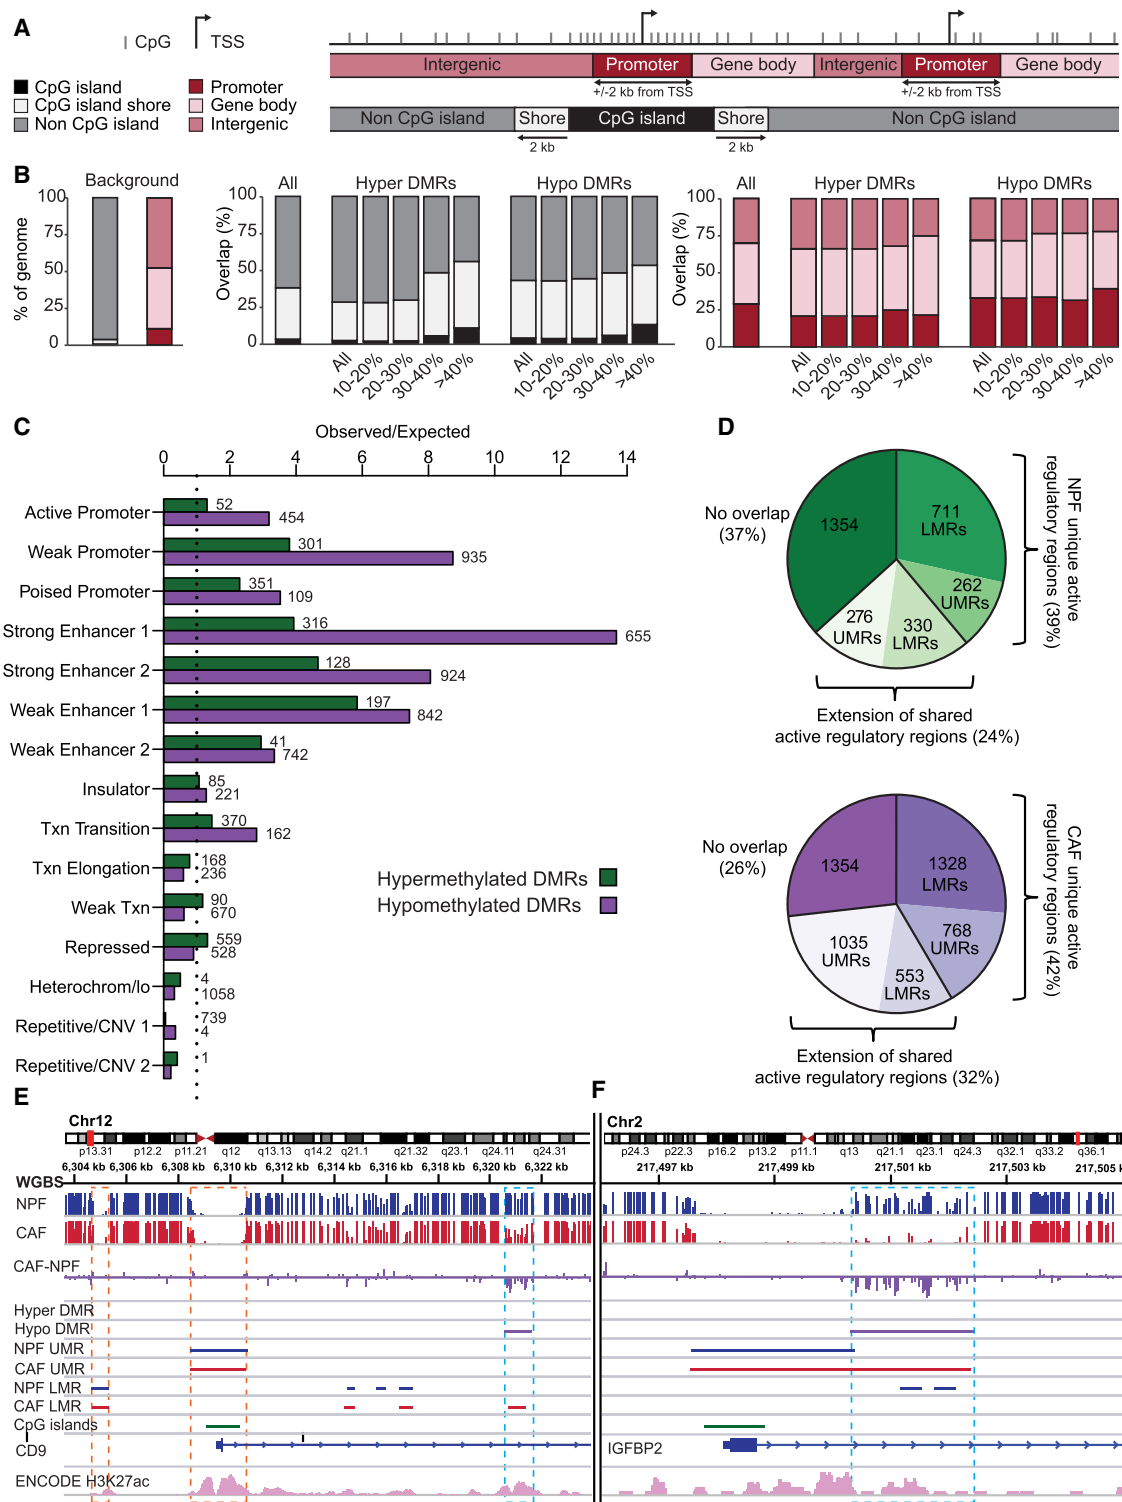 A
CpG
TSS
CpG island
CpG island shore
Non CpG island
Promoter
Gene body
Intergenic
Intergenic
Promoter
Gene body
Intergenic
Promoter
Gene body
+/-2 kb from TSS
+/-2 kb from TSS
Non CpG island
Shore
CpG island
Shore
Non CpG island
2 kb
2 kb
B
Background
% of genome
100
75
50
25
0
All
Hyper DMRs
Hypo DMRs
Overlap (%)
100
75
50
25
0
All
10-20%
20-30%
30-40%
>40%
All
10-20%
20-30%
30-40%
>40%
All
Hyper DMRs
Hypo DMRs
Overlap (%)
100
75
50
25
0
All
10-20%
20-30%
30-40%
>40%
All
10-20%
20-30%
30-40%
>40%
C
Observed/Expected
0 2 4 6 8 10 12 14
Active Promoter 52
454
Weak Promoter 301
935
Poised Promoter 351
109
Strong Enhancer 1 316
655
Strong Enhancer 2 128
924
Weak Enhancer 1 197
842
Weak Enhancer 2 41
742
Insulator 85
221
Txn Transition 370
162
Txn Elongation 168
236
Weak Txn 90
670
Repressed 559
528
Heterochrom/lo 4
1058
Repetitive/CNV 1 739
4
Repetitive/CNV 2 1
Hypermethylated DMRs
Hypomethylated DMRs
D
No overlap
(37%)
1354
711
LMRs
262
UMRs
330
LMRs
276
UMRs
NPF unique active
regulatory regions (39%)
Extension of shared
active regulatory regions (24%)
No overlap
(26%)
1354
1328
LMRs
768
UMRs
553
LMRs
1035
UMRs
CAF unique active
regulatory regions (42%)
Extension of shared
active regulatory regions (32%)
E
Chr12
p13.31 p12.2 p11.21 q12 q13.13 q14.2 q21.1 q21.32 q23.1 q24.11 q24.31
6,304 kb 6,306 kb 6,308 kb 6,310 kb 6,312 kb 6,314 kb 6,316 kb 6,318 kb 6,320 kb 6,322 kb
WGBS
NPF
CAF
CAF-NPF
Hyper DMR
Hypo DMR
NPF UMR
CAF UMR
NPF LMR
CAF LMR
CpG islands
CD9
ENCODE H3K27ac
F
Chr2
p24.3 p22.3 p16.2 p13.2 p11.1 q13 q21.1 q23.1 q24.3 q32.1 q33.2 q36.1
217,497 kb 217,499 kb 217,501 kb 217,503 kb 217,505 k
IGFBP2